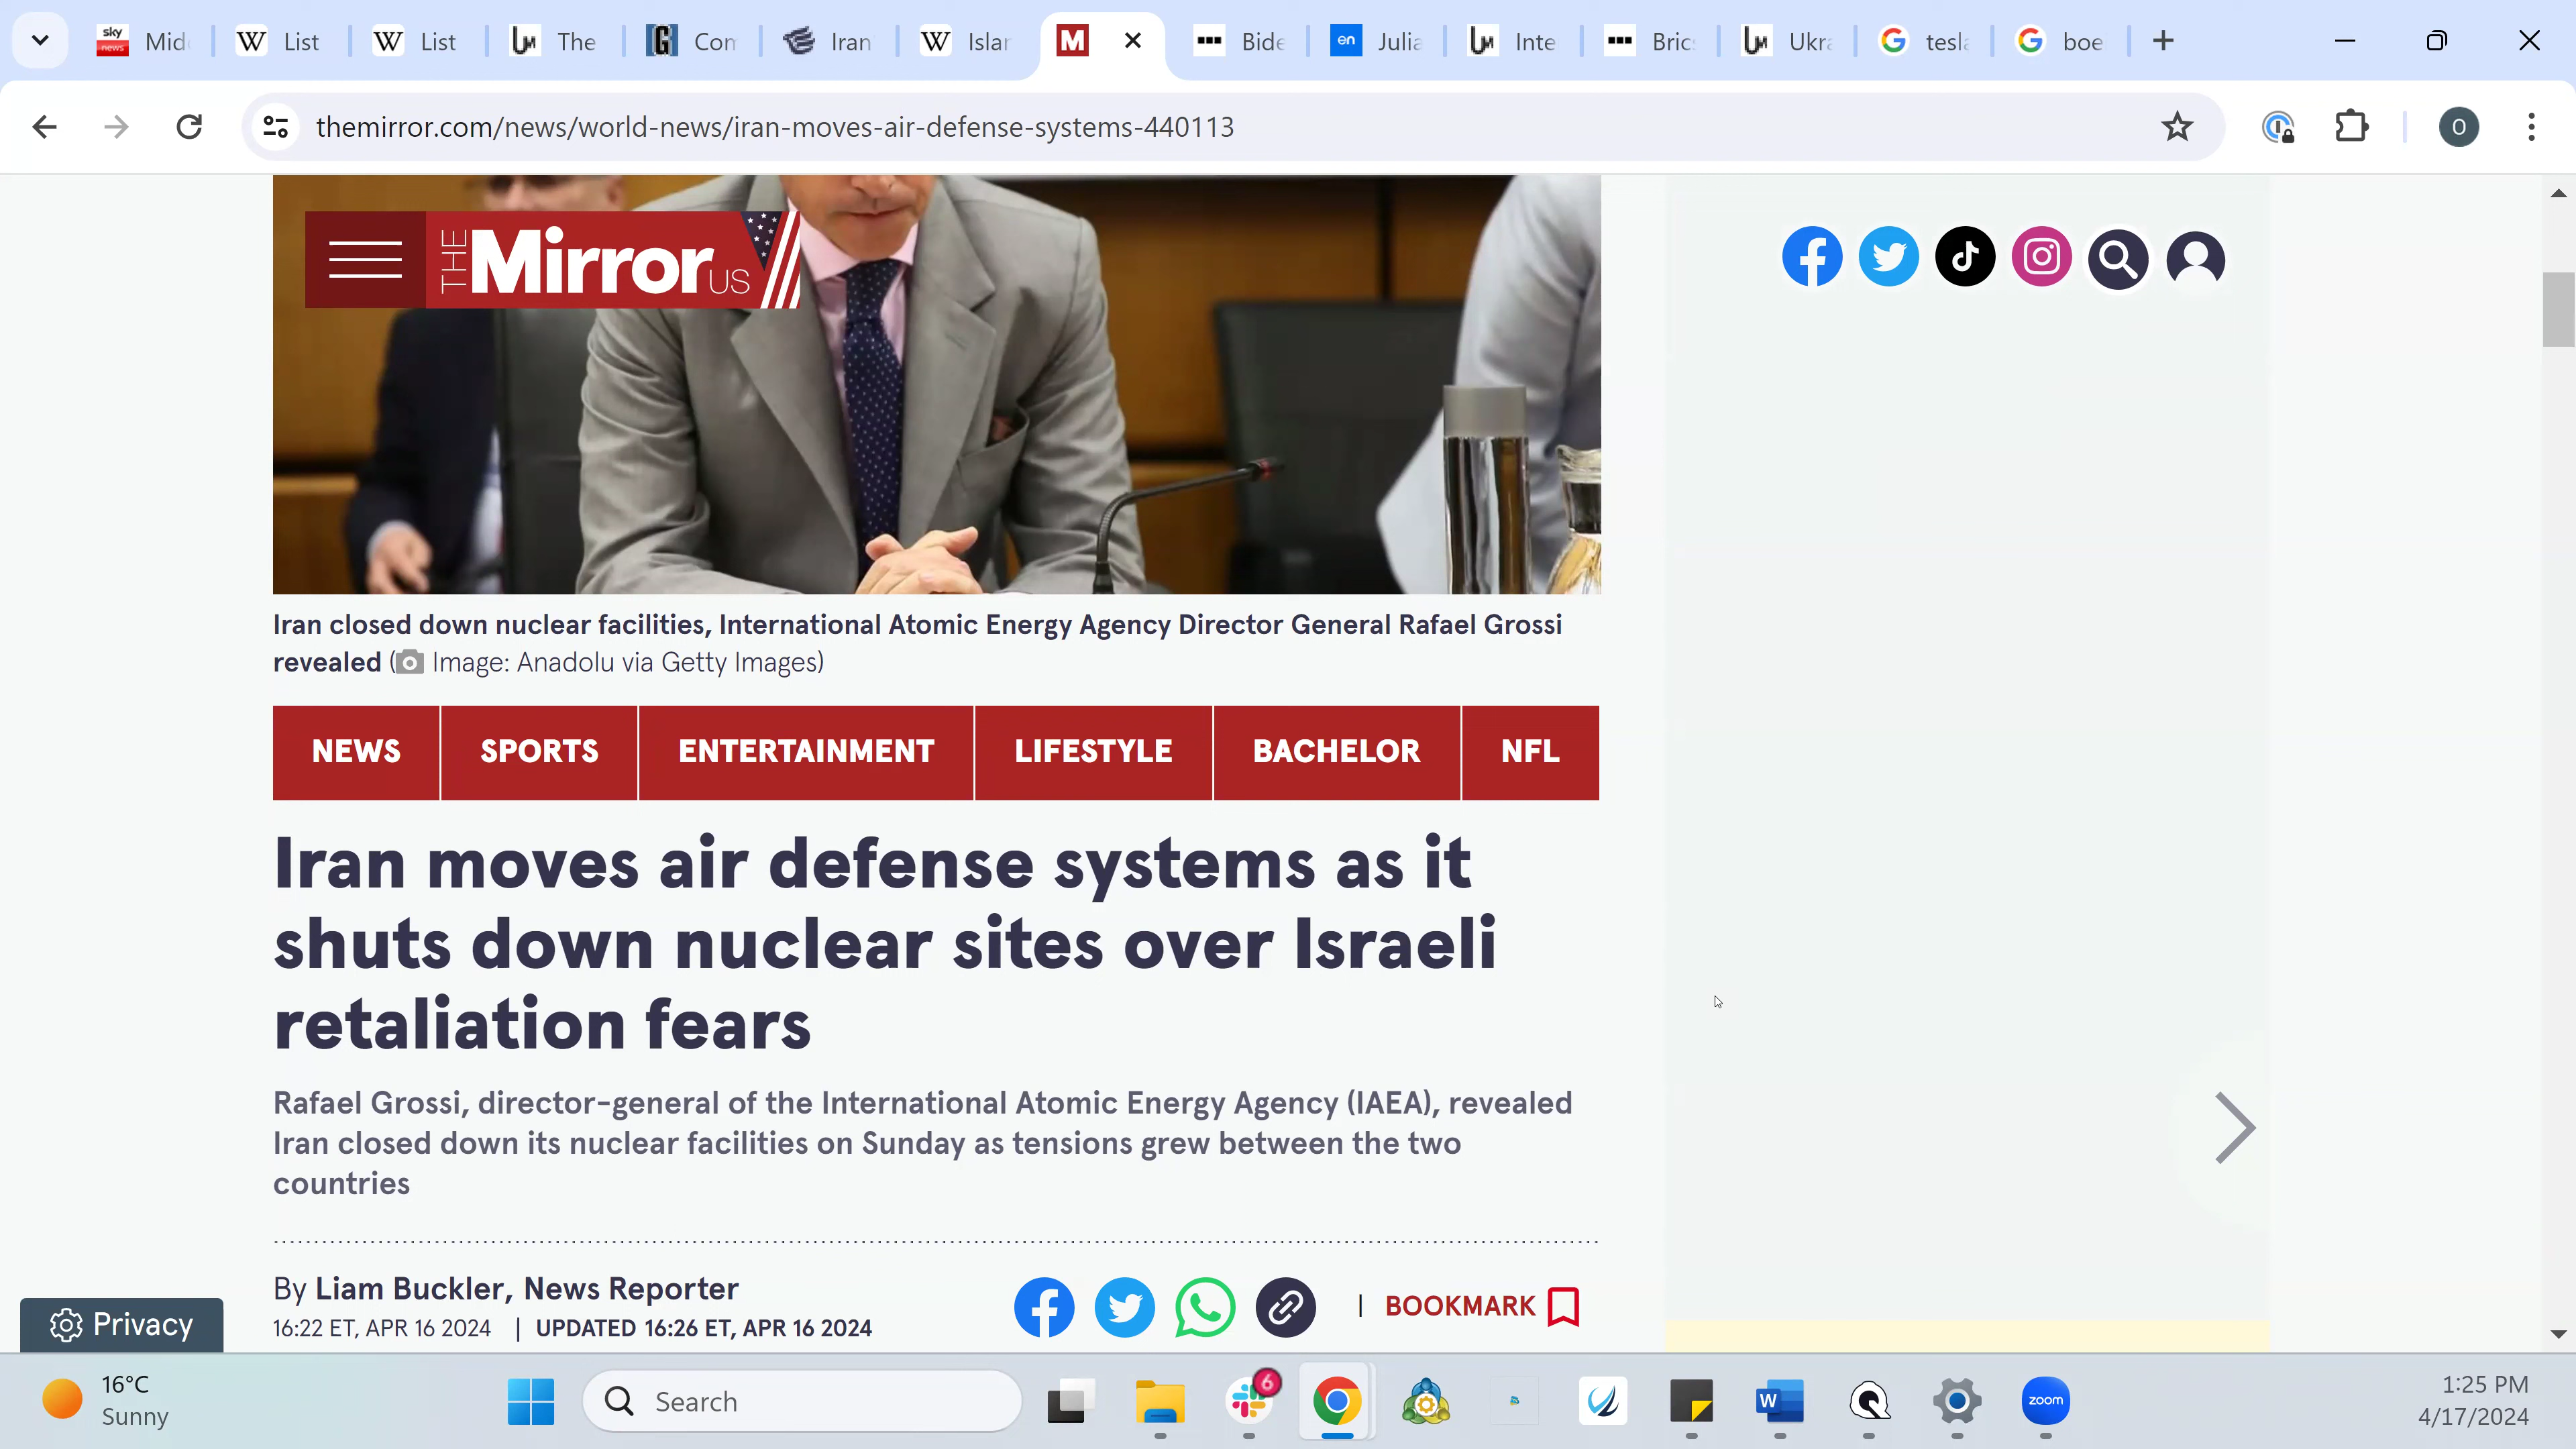 sky
news
Mid
W List
W List
The
G Con
Iran
W Islar
M
Bide
en Julia
Inte
Bric
Ukra
G tesla
G boe
themirror.com/news/world-news/iran-moves-air-defense-systems-440113
O
THE Mirror US
Iran closed down nuclear facilities, International Atomic Energy Agency Director General Rafael Grossi
revealed (Image: Anadolu via Getty Images)
NEWS SPORTS ENTERTAINMENT LIFESTYLE BACHELOR NFL
Iran moves air defense systems as it
shuts down nuclear sites over Israeli
retaliation fears
Rafael Grossi, director-general of the International Atomic Energy Agency (IAEA), revealed
Iran closed down its nuclear facilities on Sunday as tensions grew between the two
countries
By Liam Buckler, News Reporter
16:22 ET, APR 16 2024 | UPDATED 16:26 ET, APR 16 2024
| BOOKMARK
Privacy
16°C
Sunny
Search
6
W
zoom
1:25 PM
4/17/2024